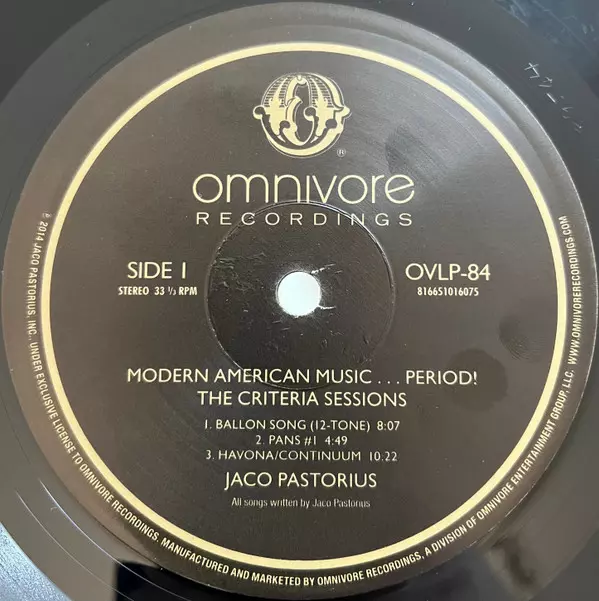 omnivore
RECORDINGS
®
SIDE 1
STEREO 33 ⅓ RPM
OVLP-84
816651016075
MODERN AMERICAN MUSIC . . . PERIOD!
THE CRITERIA SESSIONS
1. BALLON SONG (12-TONE) 8:07
2. PANS #1 4:49
3. HAVONA/CONTINUUM 10:22
JACO PASTORIUS
All songs written by Jaco Pastorius
℗ 2014 JACO PASTORIUS, INC., UNDER EXCLUSIVE LICENSE TO OMNIVORE RECORDINGS. MANUFACTURED AND MARKETED BY OMNIVORE RECORDINGS, A DIVISION OF OMNIVORE ENTERTAINMENT GROUP, LLC. WWW.OMNIVORERECORDINGS.COM